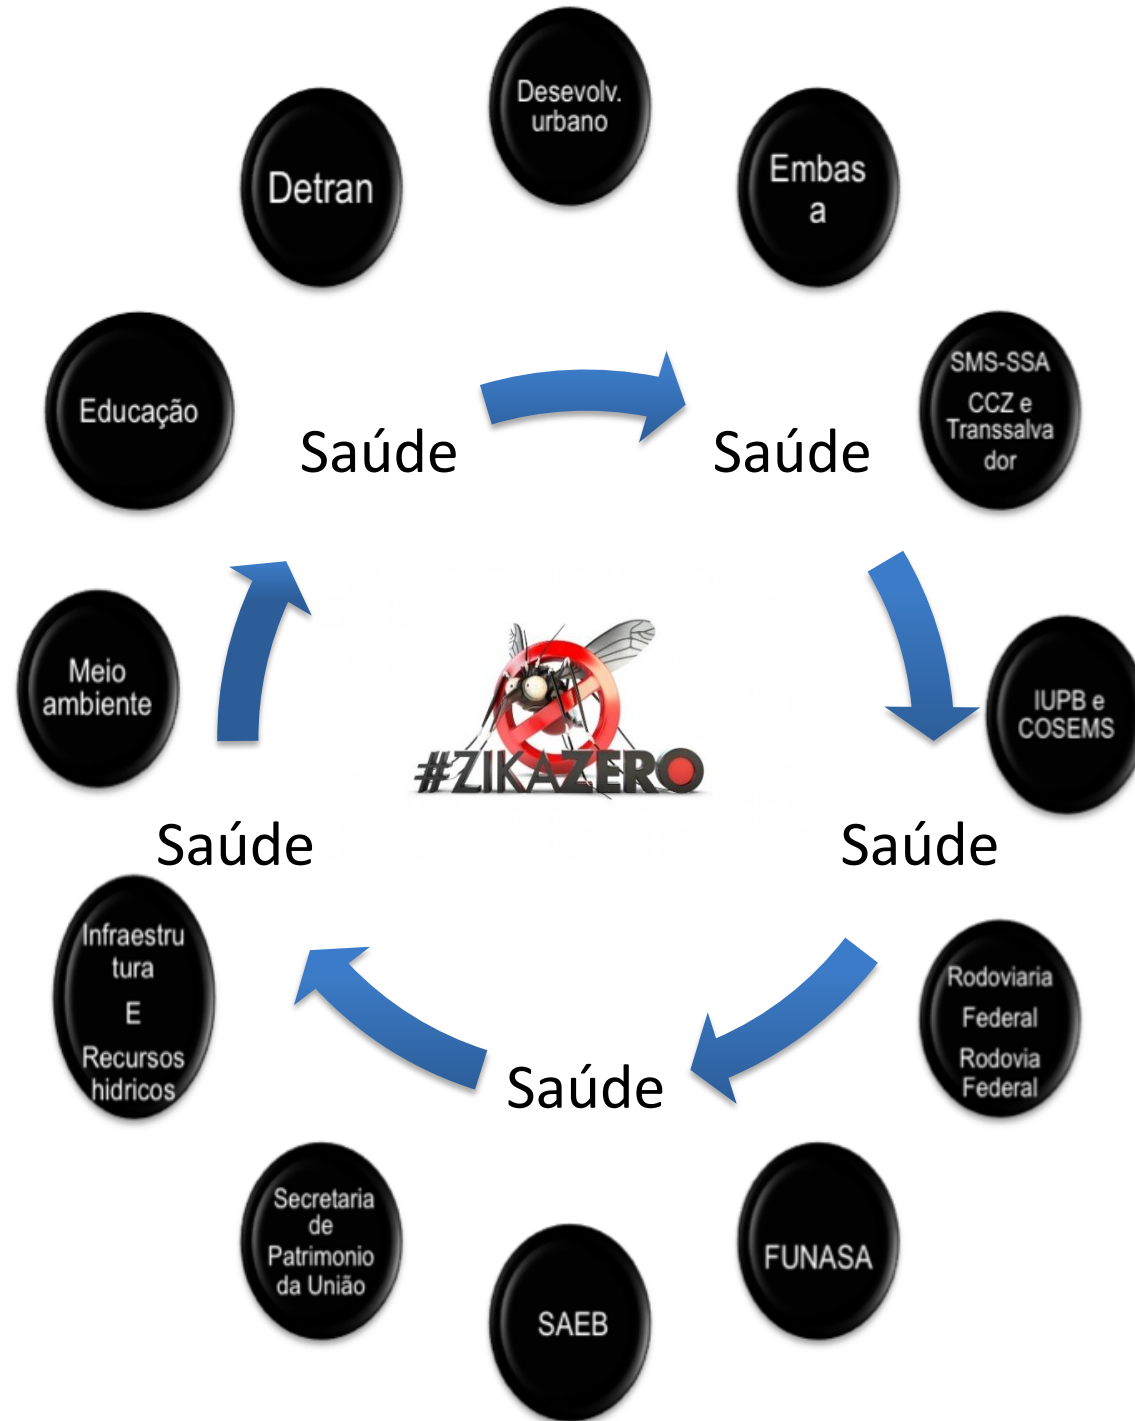 Desevolv.
urbano
Detran
Embas
a
SMS-SSA
CCZ e
Transsalva
dor
Educação
Saúde
Saúde
Meio
ambiente
IUPB e
COSEMS
#ZIKAZERO
Saúde
Saúde
Infraestru
tura
E
Recursos
hidricos
Rodoviaria
Federal
Rodovia
Federal
Saúde
Secretaria
de
Patrimonio
da União
FUNASA
SAEB